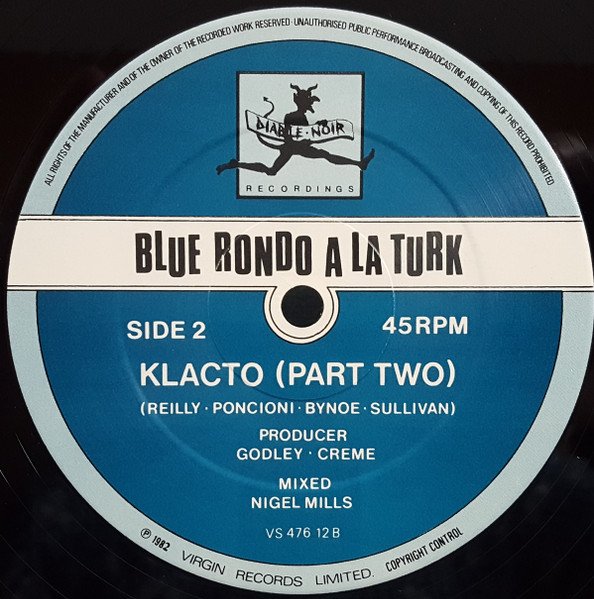 ALL RIGHTS OF THE MANUFACTURER AND OF THE OWNER OF THE RECORDED WORK RESERVED · UNAUTHORISED PUBLIC PERFORMANCE BROADCASTING AND COPYING OF THIS RECORD PROHIBITED
DIABLE·NOIR
RECORDINGS
BLUE RONDO A LA TURK
SIDE 2 45RPM
KLACTO (PART TWO)
(REILLY · PONCIONI · BYNOE · SULLIVAN)
PRODUCER
GODLEY · CREME
MIXED
NIGEL MILLS
VS 476 12 B
℗ 1982 VIRGIN RECORDS LIMITED. COPYRIGHT CONTROL